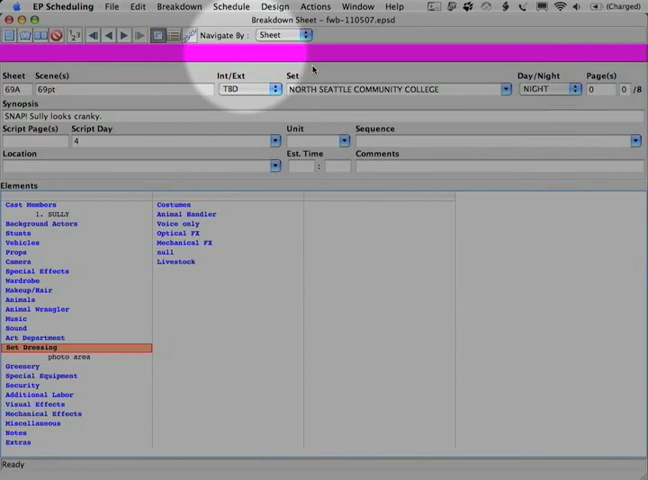 EP Scheduling File Edit Breakdown Schedule Design Actions Window Help (Charged)
Breakdown Sheet - fwb-110507.epsd
123 Navigate By: Sheet
Sheet Scene(s) Int/Ext Set Day/Night Page(s)
69A 69pt TBD NORTH SEATTLE COMMUNITY COLLEGE NIGHT 0 0 /8
Synopsis
SNAP! Sully looks cranky.
Script Page(s) Script Day Unit Sequence
4
Location Est. Time Comments
:
Elements
Cast Members
1. SULLY
Background Actors
Stunts
Vehicles
Props
Camera
Special Effects
Wardrobe
Makeup/Hair
Animals
Animal Wrangler
Music
Sound
Art Department
Set Dressing
photo area
Greenery
Special Equipment
Security
Additional Labor
Visual Effects
Mechanical Effects
Miscellaneous
Notes
Extras
Costumes
Animal Handler
Voice only
Optical FX
Mechanical FX
null
Livestock
Ready